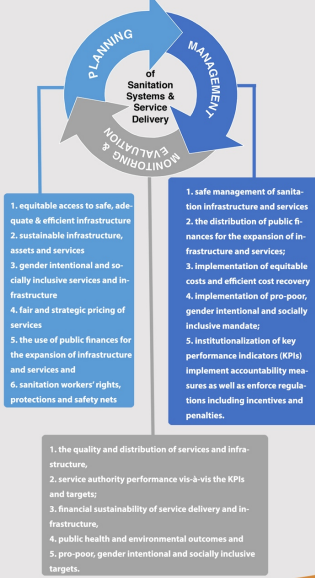 PLANNING
MANAGEMENT
MONITORING &
EVALUATION
of
Sanitation
Systems &
Service
Delivery
1. equitable access to safe, ade-
quate & efficient infrastructure
2. sustainable infrastructure,
assets and services
3. gender intentional and so-
cially inclusive services and in-
frastructure
4. fair and strategic pricing of
services
5. the use of public finances for
the expansion of infrastructure
and services and
6. sanitation workers' rights,
protections and safety nets
1. safe management of sanita-
tion infrastructure and services
2. the distribution of public fi-
nances for the expansion of in-
frastructure and services;
3. implementation of equitable
costs and efficient cost recovery
4. implementation of pro-poor,
gender intentional and socially
inclusive mandate;
5. institutionalization of key
performance indicators (KPIs)
implement accountability mea-
sures as well as enforce regula-
tions including incentives and
penalties.
1. the quality and distribution of services and infra-
structure,
2. service authority performance vis-à-vis the KPIs
and targets;
3. financial sustainability of service delivery and in-
frastructure,
4. public health and environmental outcomes and
5. pro-poor, gender intentional and socially inclusive
targets.